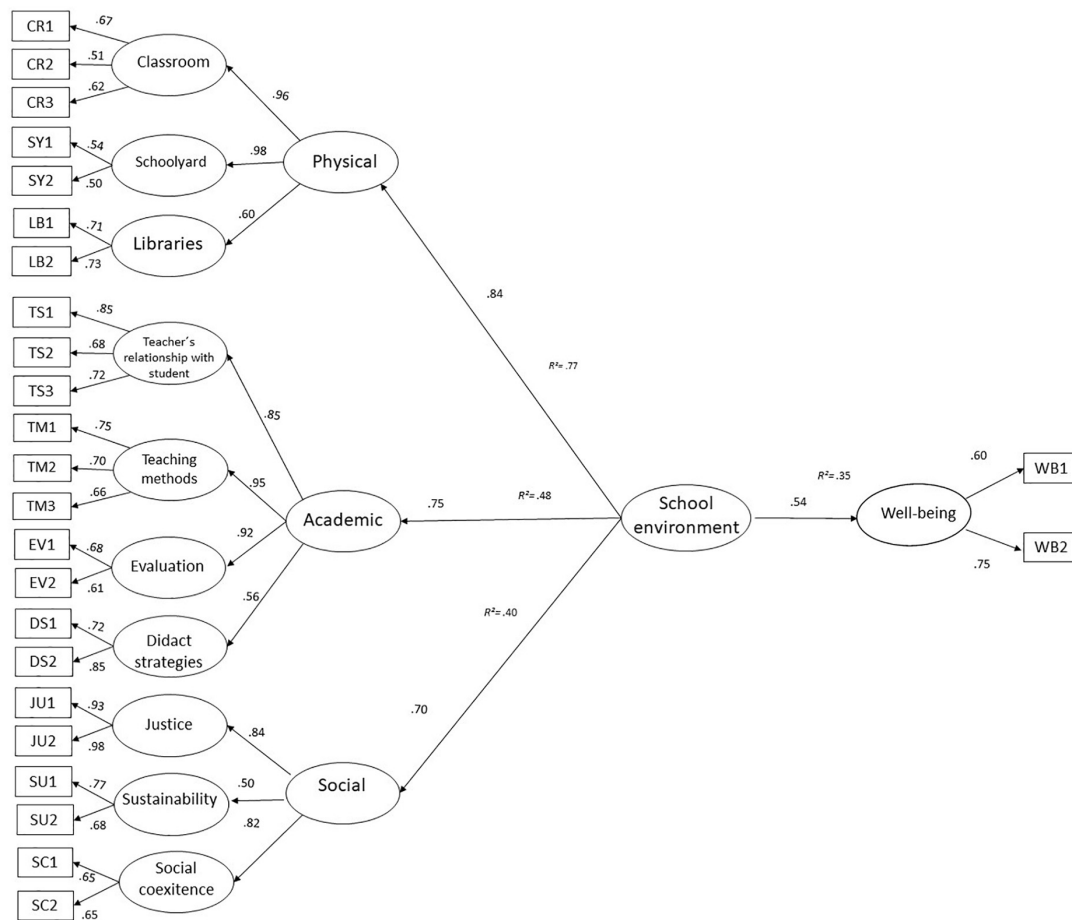 CR1
.67
CR2
.51
CR3
.62
Classroom
.96
SY1
.54
SY2
.50
Schoolyard
.98
Physical
LB1
.71
LB2
.73
Libraries
.60
.84
R²= .77
TS1
.85
TS2
.68
TS3
.72
Teacher´s
relationship with
student
.85
TM1
.75
TM2
.70
TM3
.66
Teaching
methods
.95
Academic
.75
R²= .48
School
environment
R²= .35
.54
Well-being
.60
WB1
WB2
.75
EV1
.68
EV2
.61
Evaluation
.92
.56
DS1
.72
DS2
.85
Didact
strategies
R²= .40
.70
JU1
.93
JU2
.98
Justice
.84
SU1
.77
SU2
.68
Sustainability
.50
Social
.82
SC1
.65
SC2
.65
Social
coexitence